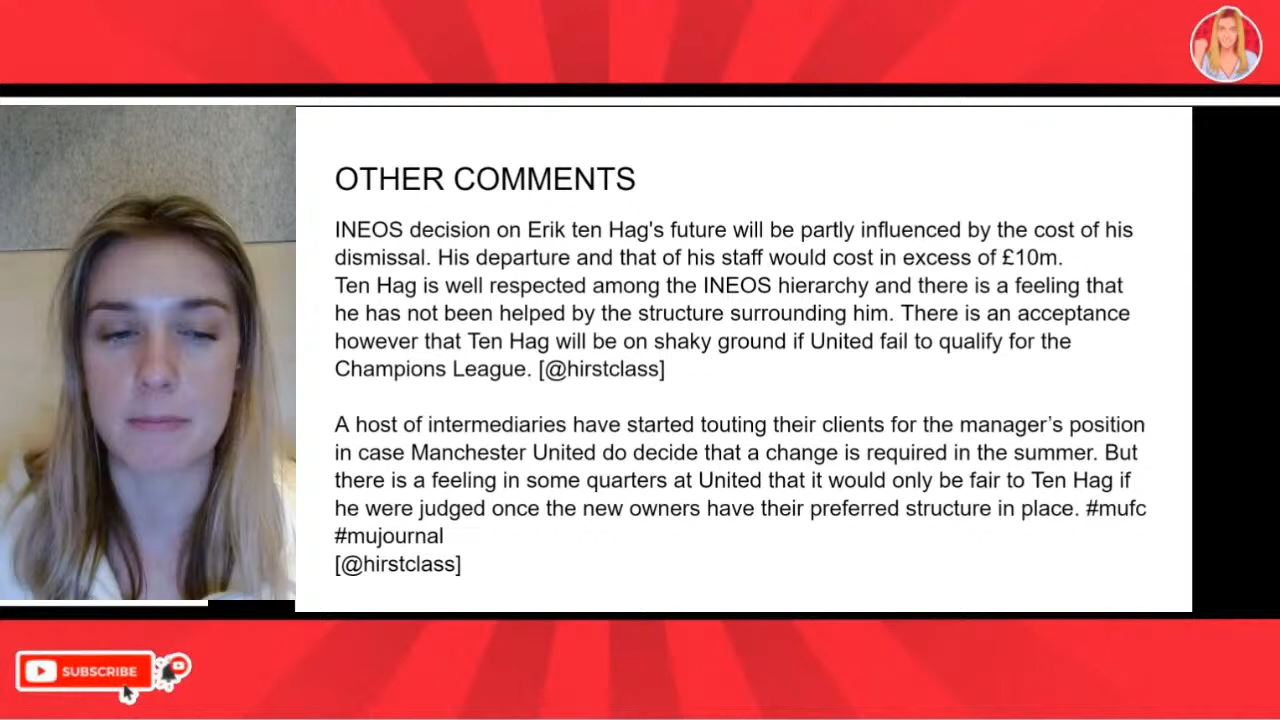 OTHER COMMENTS
INEOS decision on Erik ten Hag's future will be partly influenced by the cost of his
dismissal. His departure and that of his staff would cost in excess of £10m.
Ten Hag is well respected among the INEOS hierarchy and there is a feeling that
he has not been helped by the structure surrounding him. There is an acceptance
however that Ten Hag will be on shaky ground if United fail to qualify for the
Champions League. [@hirstclass]
A host of intermediaries have started touting their clients for the manager’s position
in case Manchester United do decide that a change is required in the summer. But
there is a feeling in some quarters at United that it would only be fair to Ten Hag if
he were judged once the new owners have their preferred structure in place. #mufc
#mujournal
[@hirstclass]
SUBSCRIBE